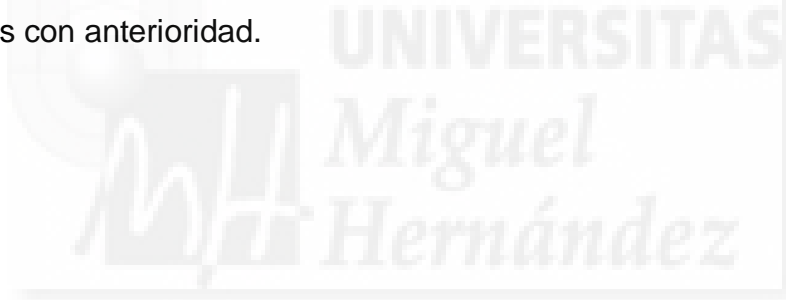 s con anterioridad.
UNIVERSITAS
Miguel
Hernández